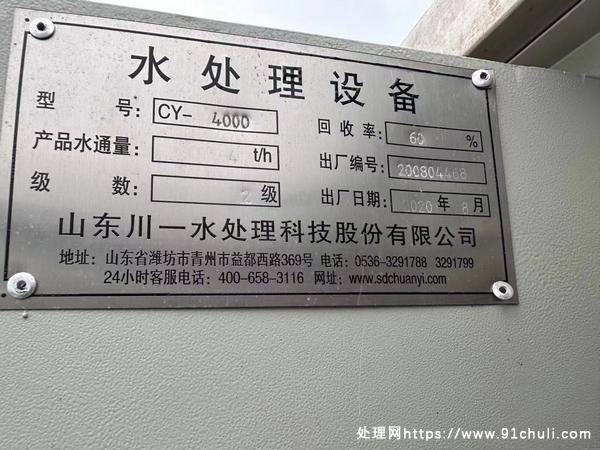 水处理设备
型 号: CY- 4000 回收率: 60 %
产品水通量: 4 t/h 出厂编号: 200804468
级 数: 2 级 出厂日期: 2020 年 8 月
山东川一水处理科技股份有限公司
地址: 山东省潍坊市青州市益都西路369号 电话: 0536-3291788 3291799
24小时客服电话: 400-658-3116 网址: www.sdchuanyi.com
处理网https://www.91chuli.com